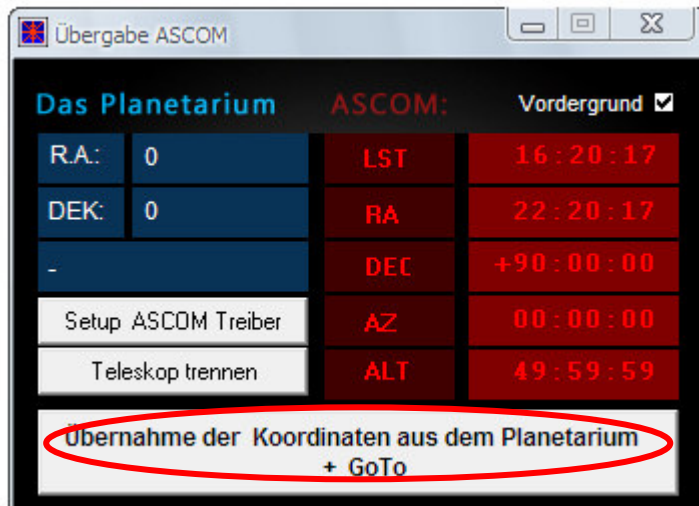 Übergabe ASCOM
Das Planetarium ASCOM: Vordergrund
R.A.: 0 LST 16:20:17
DEK: 0 RA 22:20:17
- DEC +90:00:00
Setup ASCOM Treiber AZ 00:00:00
Teleskop trennen ALT 49:59:59
Übernahme der Koordinaten aus dem Planetarium
+ GoTo